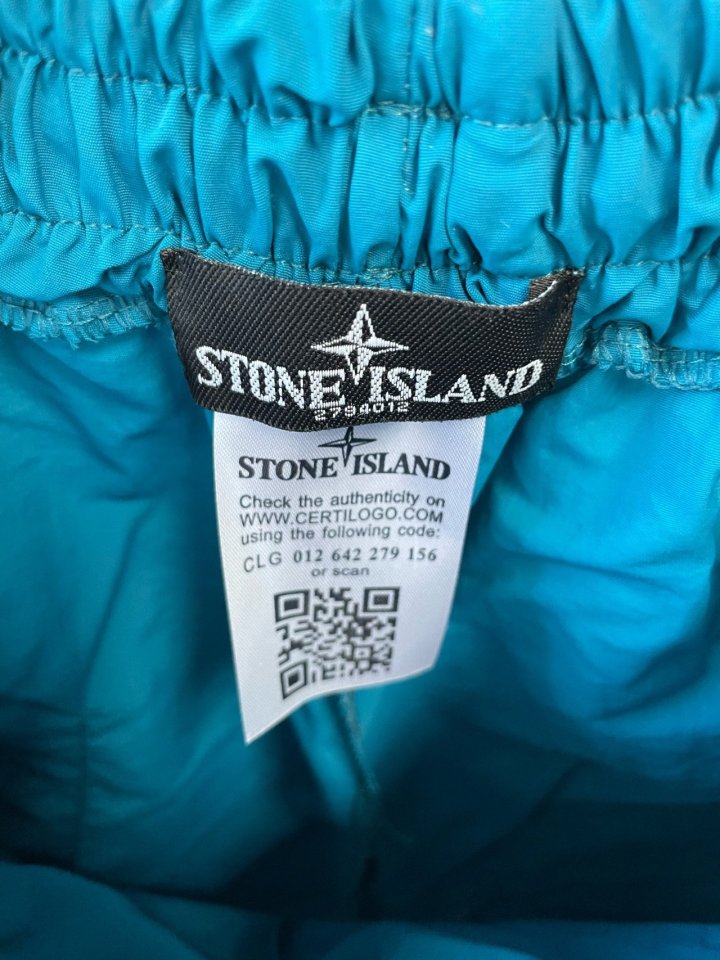 STONE ISLAND
2794012
STONE ISLAND
Check the authenticity on
WWW.CERTILOGO.COM
using the following code:
CLG 012 642 279 156
or scan